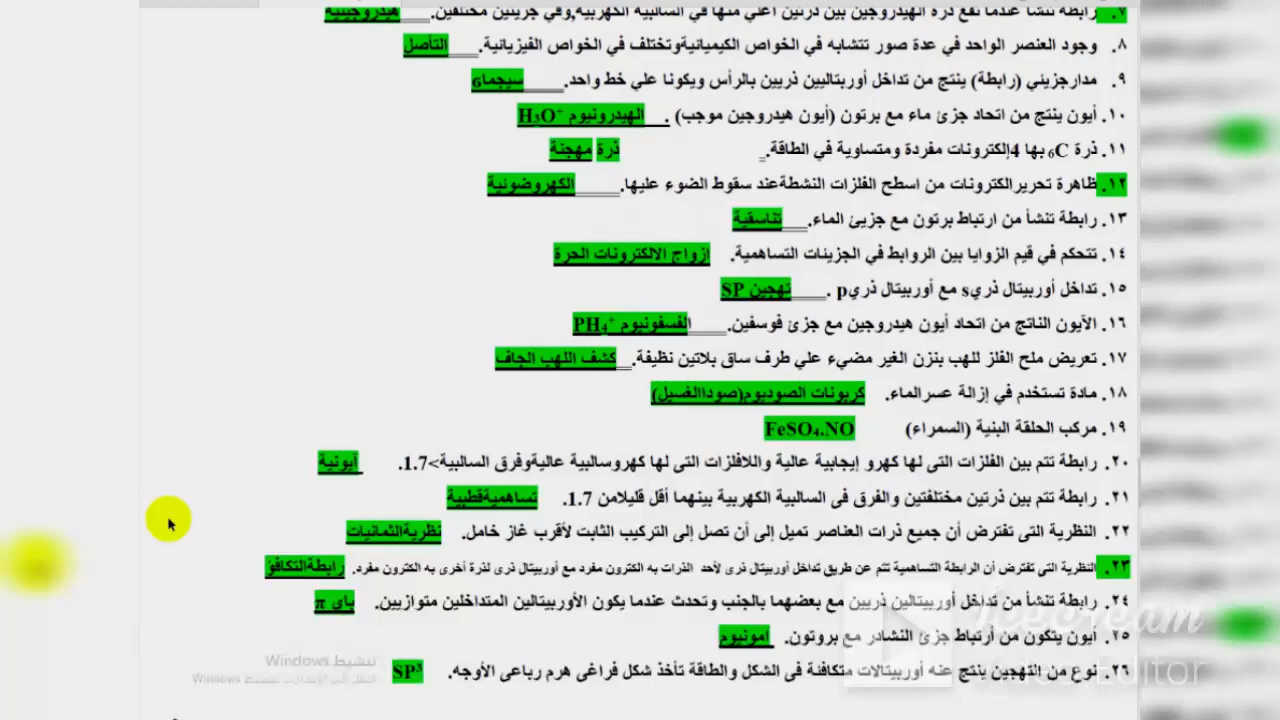 ٧. رابطة تنشأ عندما تقع ذرة الهيدروجين بين ذرتين أعلي منها في السالبية الكهربية,وفي جزيئين مختلفين. هيدروجينية
٨. وجود العنصر الواحد في عدة صور تتشابه في الخواص الكيميائيةوتختلف في الخواص الفيزيائية. التأصل
٩. مدارجزيئي (رابطة) ينتج من تداخل أوربتاليين ذريين بالرأس ويكونا علي خط واحد. سيجماσ
١٠. أيون ينتج من اتحاد جزئ ماء مع برتون (أيون هيدروجين موجب) . الهيدرونيوم H₃O⁺
١١. ذرة ₆C بها 4إلكترونات مفردة ومتساوية في الطاقة. ذرة مهجنة
١٢. ظاهرة تحريرالكترونات من اسطح الفلزات النشطةعند سقوط الضوء عليها. الكهروضوئية
١٣. رابطة تنشأ من ارتباط برتون مع جزيئ الماء. تناسقية
١٤. تتحكم في قيم الزوايا بين الروابط في الجزيئات التساهمية. ازواج الالكترونات الحرة
١٥. تداخل أوربيتال ذريs مع أوربيتال ذريp . تهجين SP
١٦. الآيون الناتج من اتحاد أيون هيدروجين مع جزئ فوسفين. الفسفونيوم PH₄⁺
١٧. تعريض ملح الفلز للهب بنزن الغير مضيء علي طرف ساق بلاتين نظيفة. كشف اللهب الجاف
١٨. مادة تستخدم في إزالة عسرالماء. كربونات الصوديوم(صوداالغسيل)
١٩. مركب الحلقة البنية (السمراء) FeSO₄.NO
٢٠. رابطة تتم بين الفلزات التى لها كهرو إيجابية عالية واللافلزات التى لها كهروسالبية عاليةوفرق السالبية>1.7. أيونية
٢١. رابطة تتم بين ذرتين مختلفتين والفرق فى السالبية الكهربية بينهما أقل قليلامن 1.7. تساهميةقطبية
٢٢. النظرية التى تفترض أن جميع ذرات العناصر تميل إلى أن تصل إلى التركيب الثابت لأقرب غاز خامل. نظريةالثمانيات
٢٣. النظرية التى تفترض أن الرابطة التساهمية تتم عن طريق تداخل أوربيتال ذرى لأحد الذرات به الكترون مفرد مع أوربيتال ذرى لذرة أخرى به الكترون مفرد. رابطةالتكافؤ
٢٤. رابطة تنشأ من تداخل أوربيتالين ذريين مع بعضهما بالجنب وتحدث عندما يكون الأوربيتالين المتداخلين متوازيين. باى π
٢٥. أيون يتكون من أرتباط جزئ النشادر مع بروتون. أمونيوم
٢٦. نوع من التهجين ينتج عنه أوربيتالات متكافئة فى الشكل والطاقة تأخذ شكل فراغى هرم رباعى الأوجه. SP³
تنشيط Windows
Icecream
Video Editor